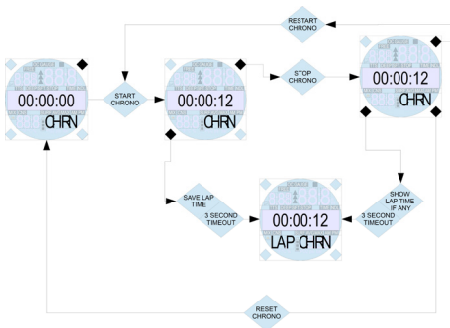 RESTART
CHRONO
STOP
CHRONO
00:00:00
CHRN
START
CHRONO
00:00:12
CHRN
00:00:12
CHRN
SAVE LAP
TIME
3 SECOND
TIMEOUT
00:00:12
LAP CHRN
SHOW
LAP TIME
IF ANY
3 SECOND
TIMEOUT
RESET
CHRONO